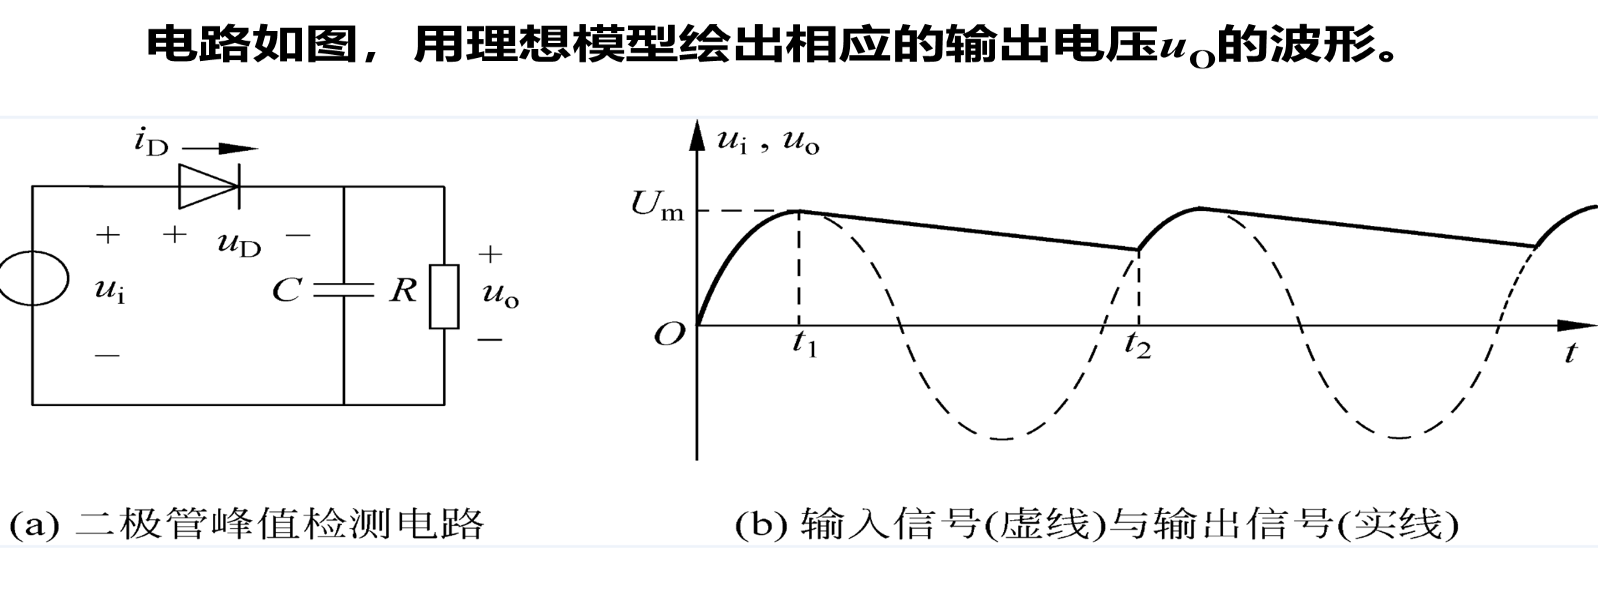 电路如图，用理想模型绘出相应的输出电压uO的波形。
iD
+ + uD −
ui
−
C
R
+
uo
−
ui , uo
Um
O
t1
t2
t
(a) 二极管峰值检测电路
(b) 输入信号(虚线)与输出信号(实线)